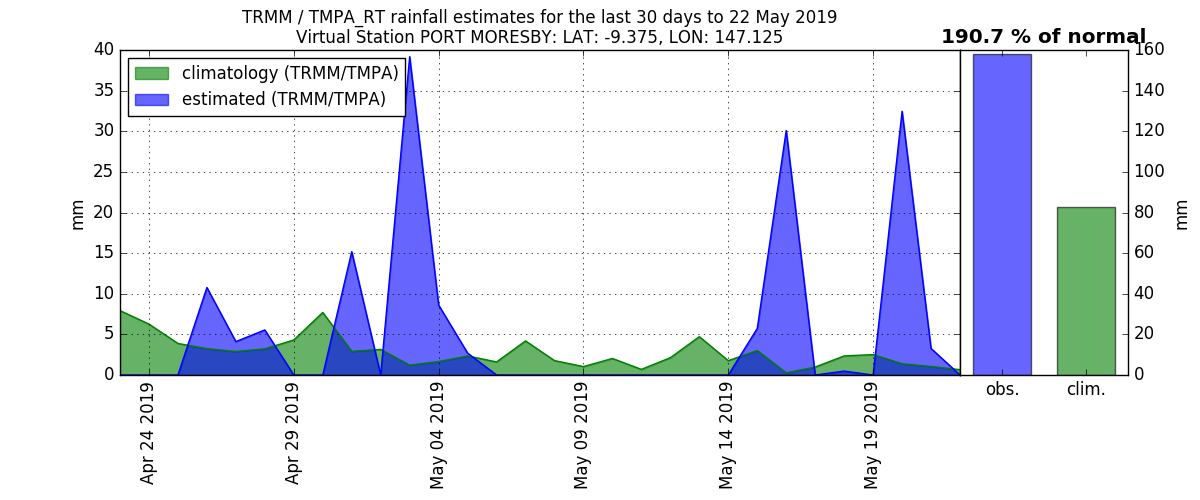 TRMM / TMPA_RT rainfall estimates for the last 30 days to 22 May 2019
Virtual Station PORT MORESBY: LAT: -9.375, LON: 147.125
190.7 % of normal
climatology (TRMM/TMPA)
estimated (TRMM/TMPA)
mm
40
35
30
25
20
15
10
5
0
Apr 24 2019
Apr 29 2019
May 04 2019
May 09 2019
May 14 2019
May 19 2019
160
140
120
100
80
60
40
20
0
mm
obs.
clim.